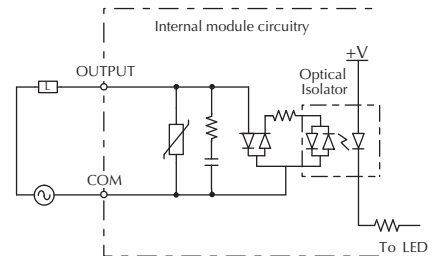 Internal module circuitry
+V
OUTPUT
Optical
Isolator
L
COM
To LED